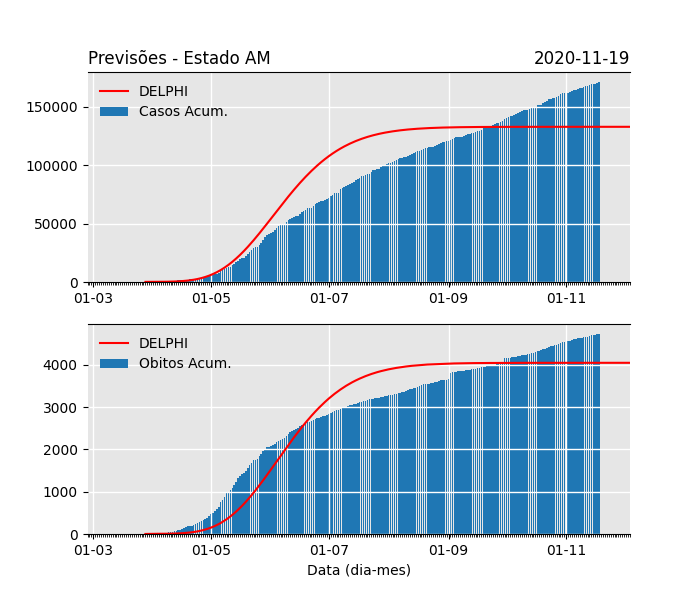 Previsões - Estado AM 2020-11-19
DELPHI
Casos Acum.
150000
100000
50000
0
01-03 01-05 01-07 01-09 01-11
DELPHI
Obitos Acum.
4000
3000
2000
1000
0
01-03 01-05 01-07 01-09 01-11
Data (dia-mes)